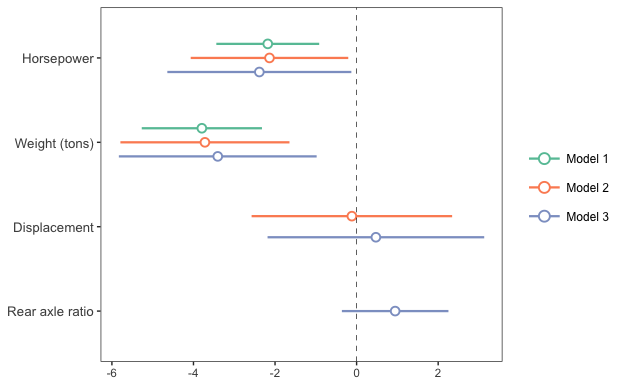 Horsepower
Weight (tons)
Displacement
Rear axle ratio
-6 -4 -2 0 2
Model 1
Model 2
Model 3